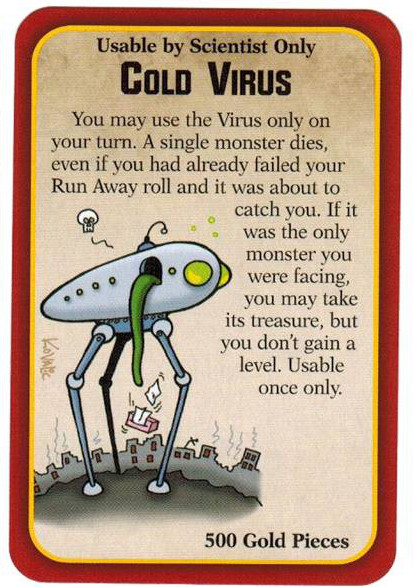 Usable by Scientist Only
COLD VIRUS
You may use the Virus only on
your turn. A single monster dies,
even if you had already failed your
Run Away roll and it was about to
catch you. If it
was the only
monster you
were facing,
you may take
its treasure, but
you don't gain a
level. Usable
once only.
KOVALIC
500 Gold Pieces